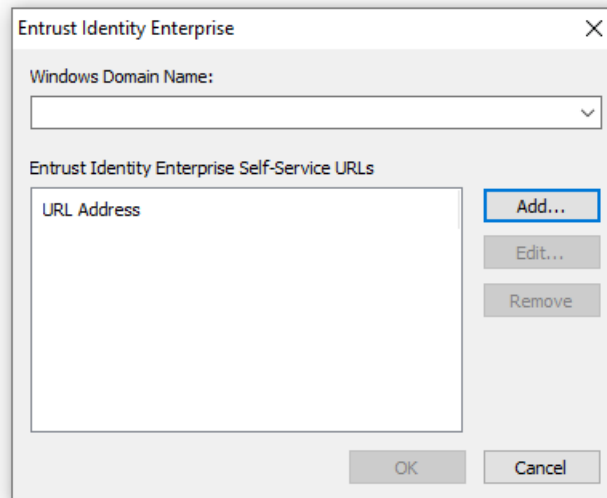 Entrust Identity Enterprise
Windows Domain Name:
Entrust Identity Enterprise Self-Service URLs
URL Address
Add...
Edit...
Remove
OK
Cancel